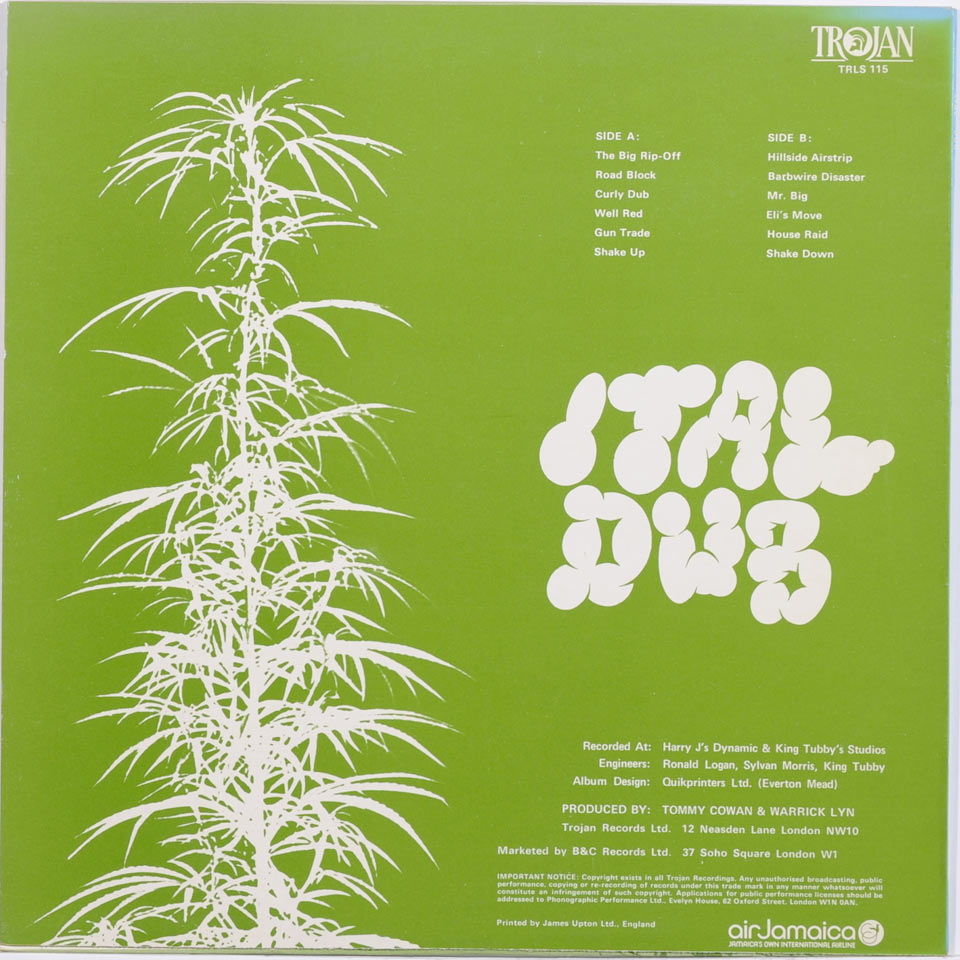 TROJAN
TRLS 115
SIDE A:
The Big Rip-Off
Road Block
Curly Dub
Well Red
Gun Trade
Shake Up
SIDE B:
Hillside Airstrip
Barbwire Disaster
Mr. Big
Eli's Move
House Raid
Shake Down
ITAL
DUB
Recorded At: Harry J's Dynamic & King Tubby's Studios
Engineers: Ronald Logan, Sylvan Morris, King Tubby
Album Design: Quikprinters Ltd. (Everton Mead)
PRODUCED BY: TOMMY COWAN & WARRICK LYN
Trojan Records Ltd. 12 Neasden Lane London NW10
Marketed by B&C Records Ltd. 37 Soho Square London W1
IMPORTANT NOTICE: Copyright exists in all Trojan Recordings. Any unauthorised broadcasting, public
performance, copying or re-recording of records under this trade mark in any manner whatsoever will
constitute an infringement of such copyright. Applications for public performance licenses should be
addressed to Phonographic Performance Ltd., Evelyn House, 62 Oxford Street, London W1N 0AN.
Printed by James Upton Ltd., England
airJamaica
JAMAICA'S OWN INTERNATIONAL AIRLINE